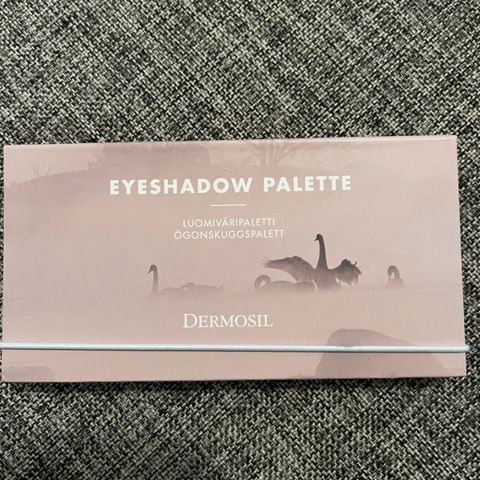 EYESHADOW PALETTE
LUOMIVÄRIPALETTI
ÖGONSKUGGSPALETT
DERMOSIL